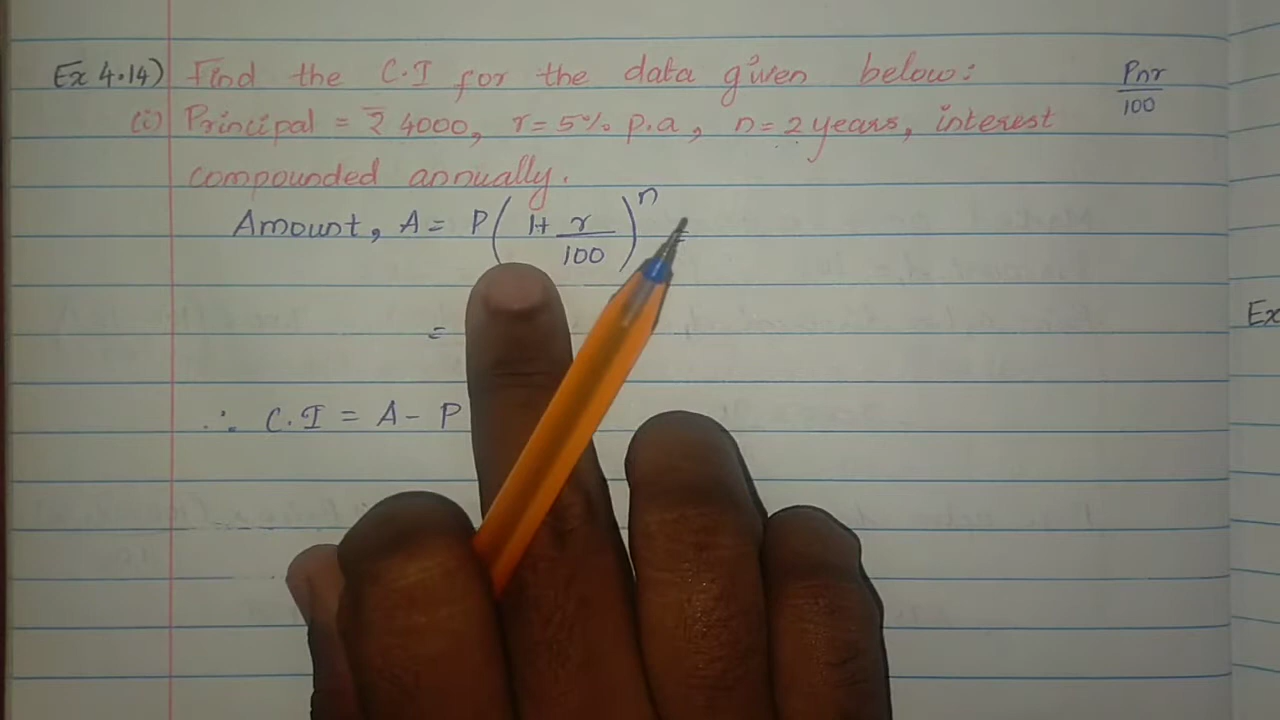 Ex 4.14) Find the C.I for the data given below:
Pnr
100
(i) Principal = ₹ 4000, r = 5% p.a, n = 2 years, interest
compounded annually.
Amount, A = P(1+ r/100)^n =
=
∴ C.I = A - P
Ex